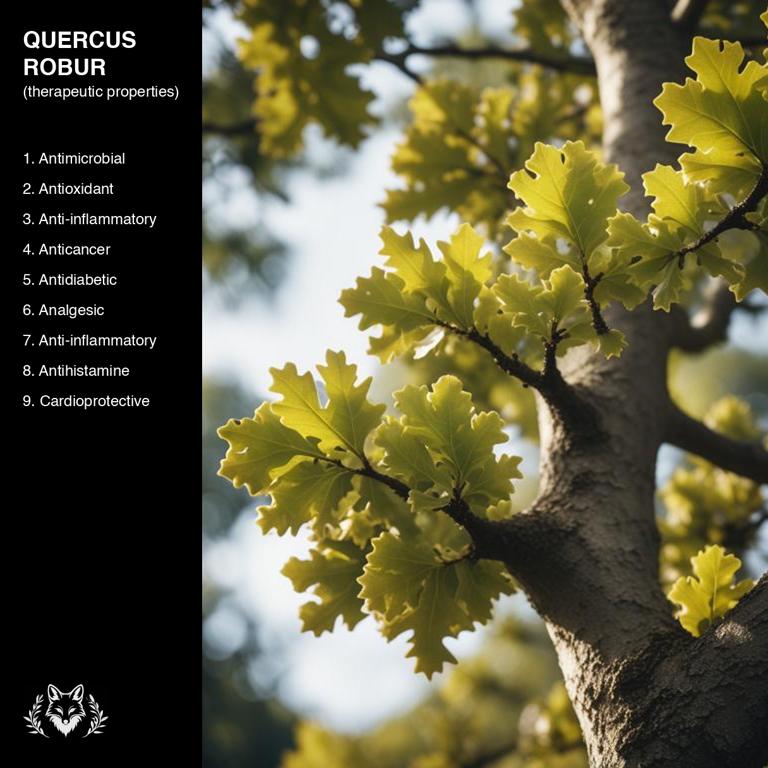 QUERCUS
ROBUR
(therapeutic properties)
1. Antimicrobial
2. Antioxidant
3. Anti-inflammatory
4. Anticancer
5. Antidiabetic
6. Analgesic
7. Anti-inflammatory
8. Antihistamine
9. Cardioprotective